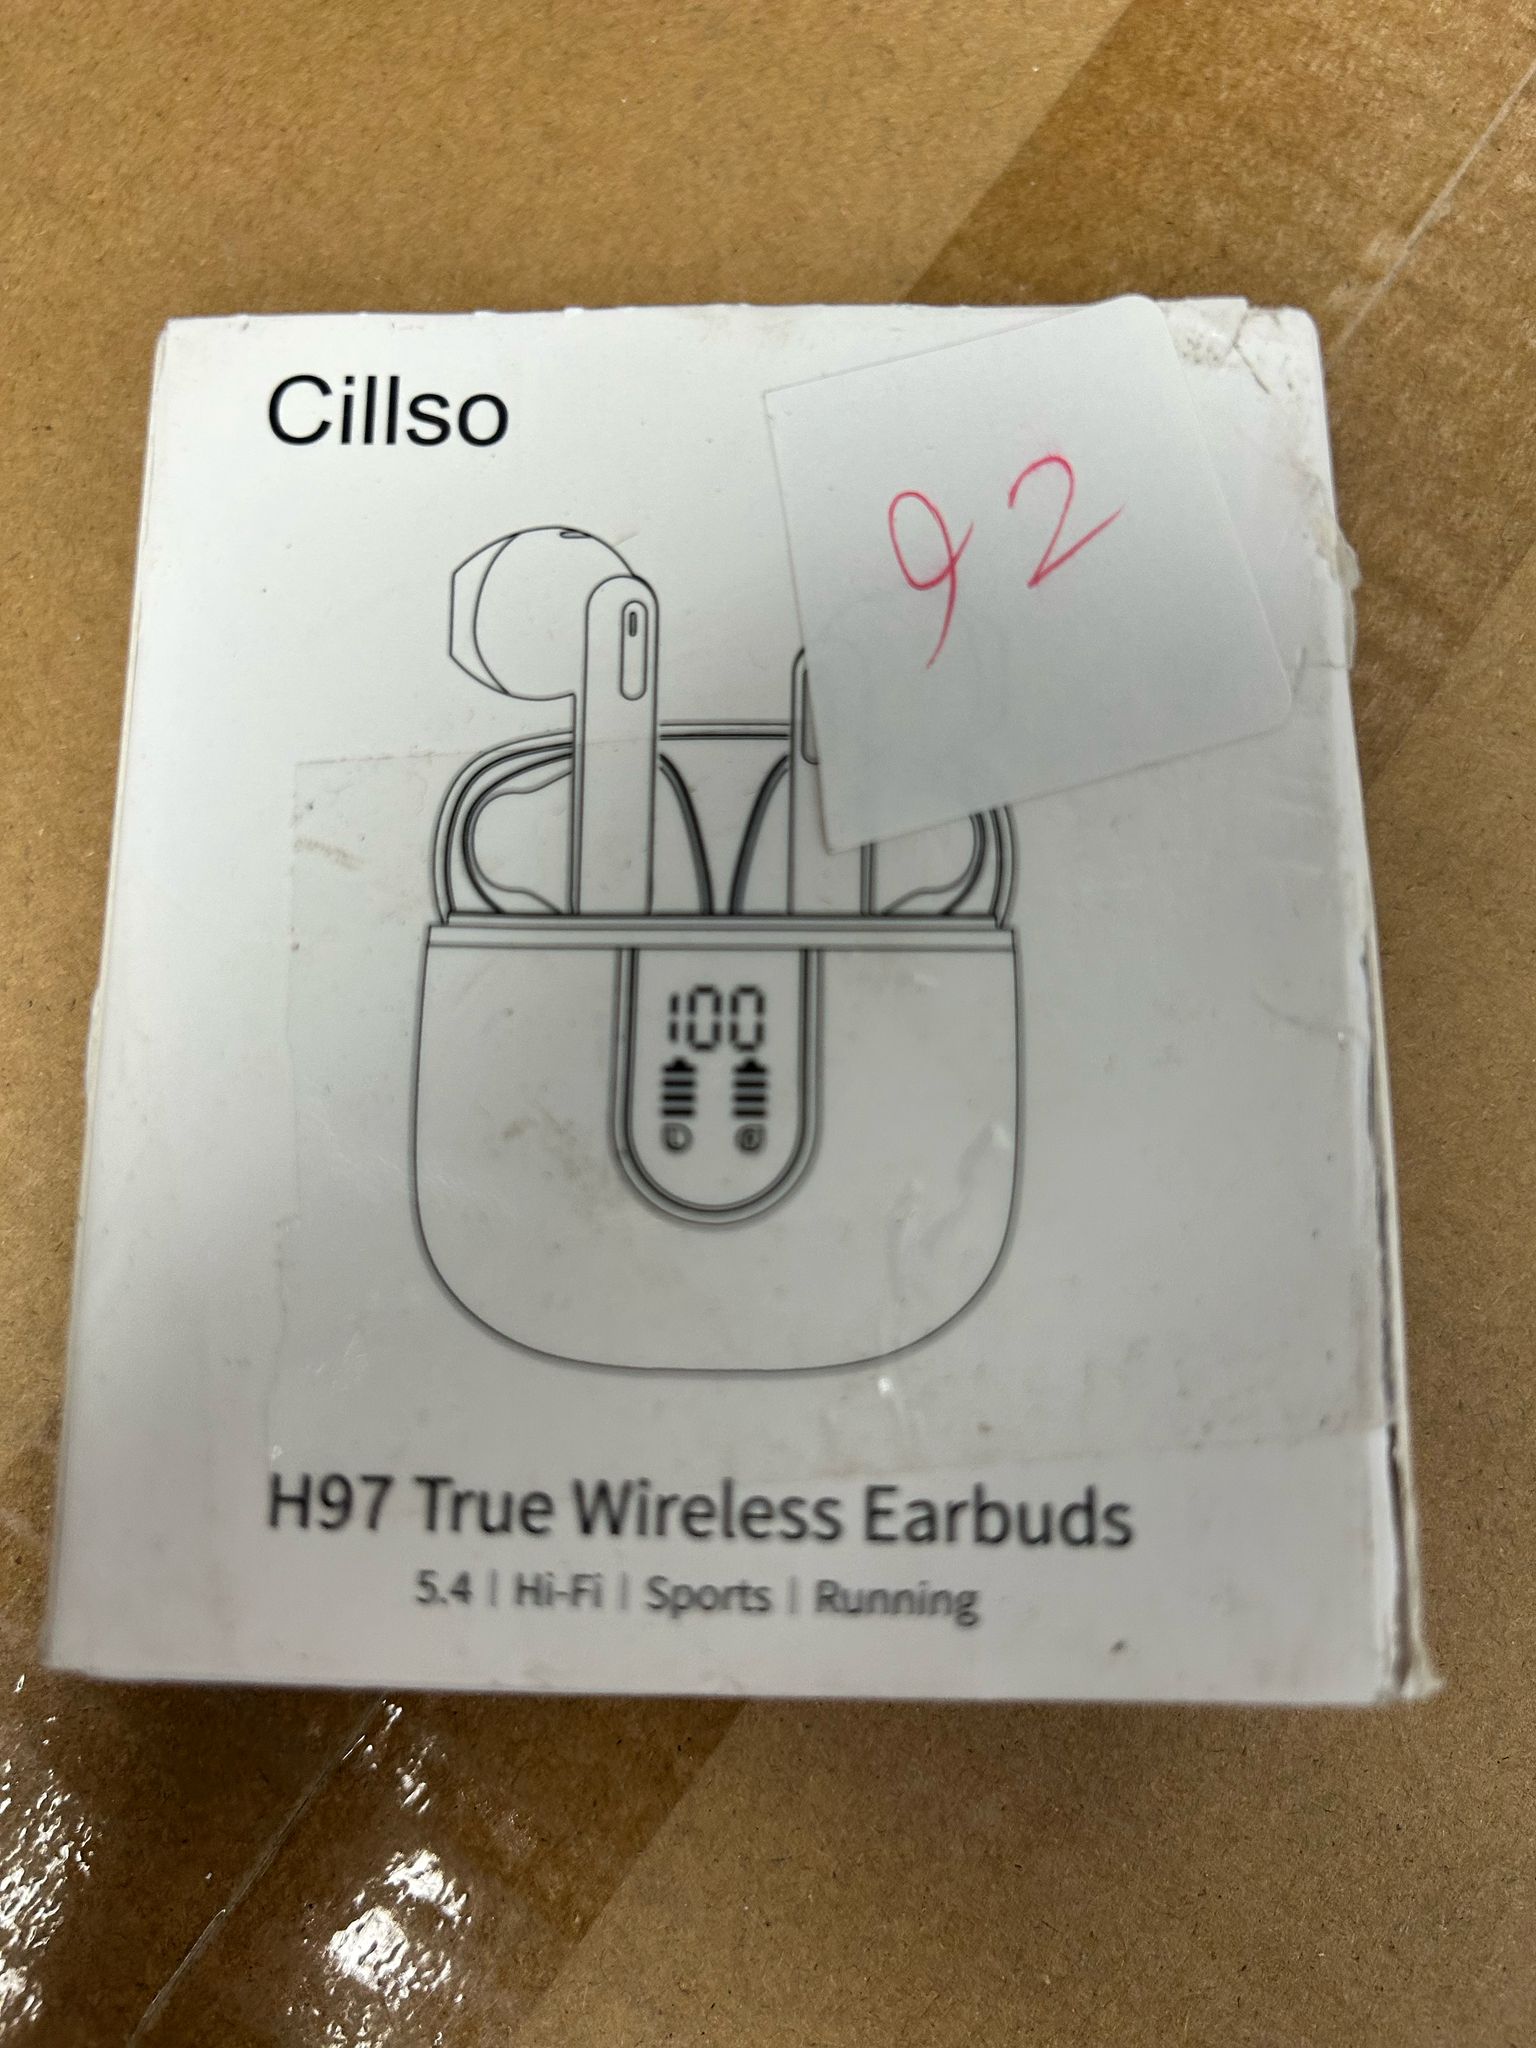 Cillso
92
100
L R
H97 True Wireless Earbuds
5.4 | Hi-Fi | Sports | Running